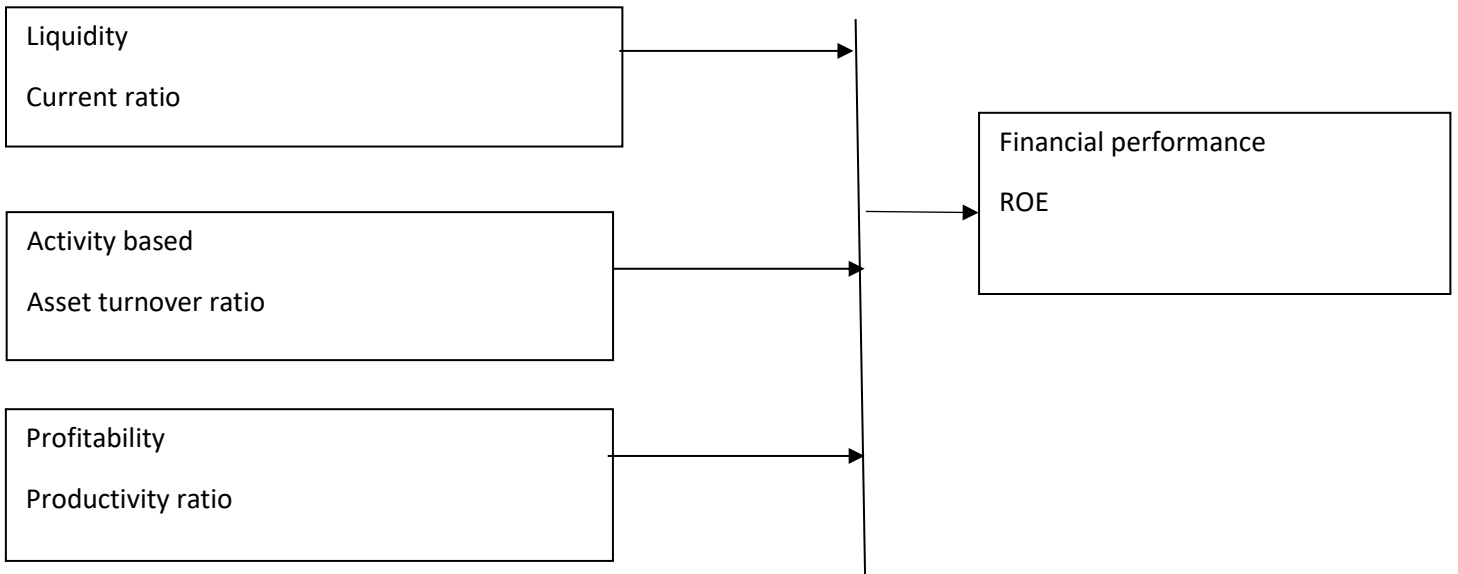 Liquidity
Current ratio
Financial performance
ROE
Activity based
Asset turnover ratio
Profitability
Productivity ratio